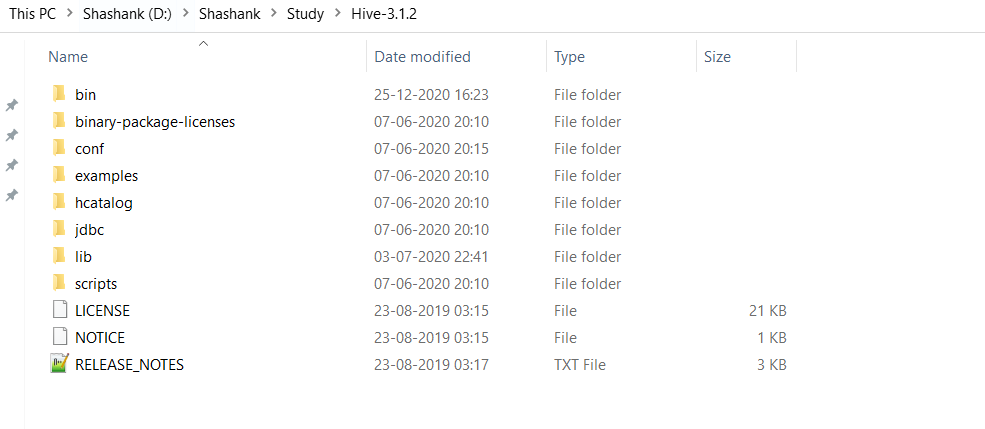 This PC > Shashank (D:) > Shashank > Study > Hive-3.1.2
Name Date modified Type Size
bin 25-12-2020 16:23 File folder
binary-package-licenses 07-06-2020 20:10 File folder
conf 07-06-2020 20:15 File folder
examples 07-06-2020 20:10 File folder
hcatalog 07-06-2020 20:10 File folder
jdbc 07-06-2020 20:10 File folder
lib 03-07-2020 22:41 File folder
scripts 07-06-2020 20:10 File folder
LICENSE 23-08-2019 03:15 File 21 KB
NOTICE 23-08-2019 03:15 File 1 KB
RELEASE_NOTES 23-08-2019 03:17 TXT File 3 KB